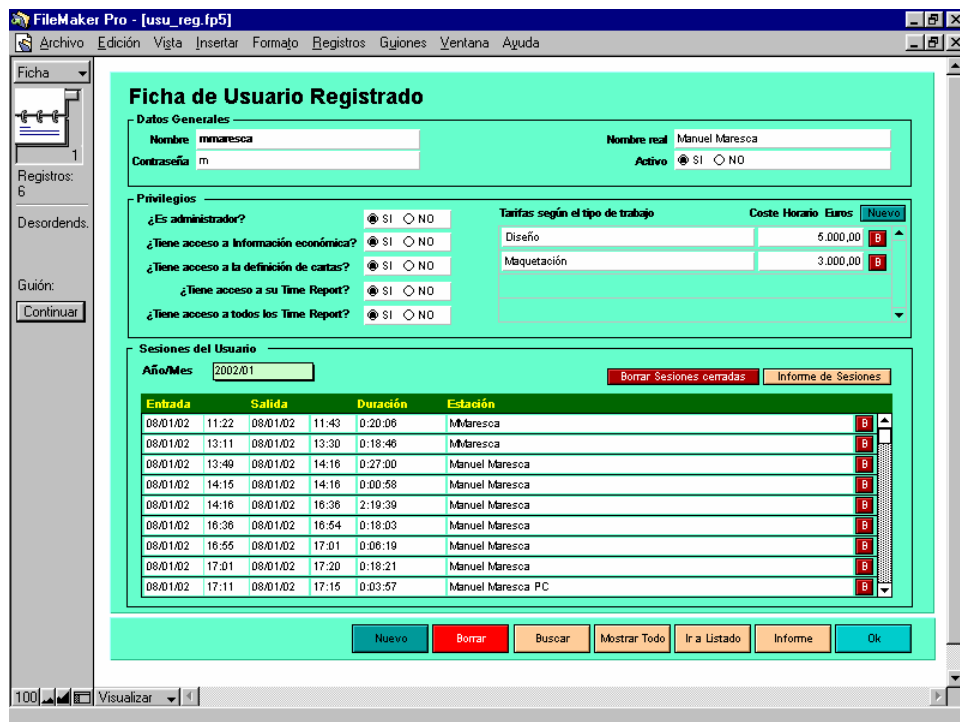 FileMaker Pro - [usu_reg.fp5]
Archivo Edición Vista Insertar Formato Registros Guiones Ventana Ayuda
Ficha
1
Registros:
6
Desordends.
Guión:
Continuar
Ficha de Usuario Registrado
Datos Generales
Nombre mmaresca Nombre real Manuel Maresca
Contraseña m Activo SI NO
Privilegios
¿Es administrador? SI NO
¿Tiene acceso a Información económica? SI NO
¿Tiene acceso a la definición de cartas? SI NO
¿Tiene acceso a su Time Report? SI NO
¿Tiene acceso a todos los Time Report? SI NO
Tarifas según el tipo de trabajo Coste Horario Euros Nuevo
Diseño 5.000,00 B
Maquetación 3.000,00 B
Sesiones del Usuario
Año/Mes 2002/01 Borrar Sesiones cerradas Informe de Sesiones
Entrada Salida Duración Estación
08/01/02 11:22 08/01/02 11:43 0:20:06 MMaresca B
08/01/02 13:11 08/01/02 13:30 0:18:46 MMaresca B
08/01/02 13:49 08/01/02 14:16 0:27:00 Manuel Maresca B
08/01/02 14:15 08/01/02 14:16 0:00:58 Manuel Maresca B
08/01/02 14:16 08/01/02 16:36 2:19:39 Manuel Maresca B
08/01/02 16:36 08/01/02 16:54 0:18:03 Manuel Maresca B
08/01/02 16:55 08/01/02 17:01 0:06:19 Manuel Maresca B
08/01/02 17:01 08/01/02 17:20 0:18:21 Manuel Maresca B
08/01/02 17:11 08/01/02 17:15 0:03:57 Manuel Maresca PC B
Nuevo Borrar Buscar Mostrar Todo Ir a Listado Informe Ok
100 Visualizar